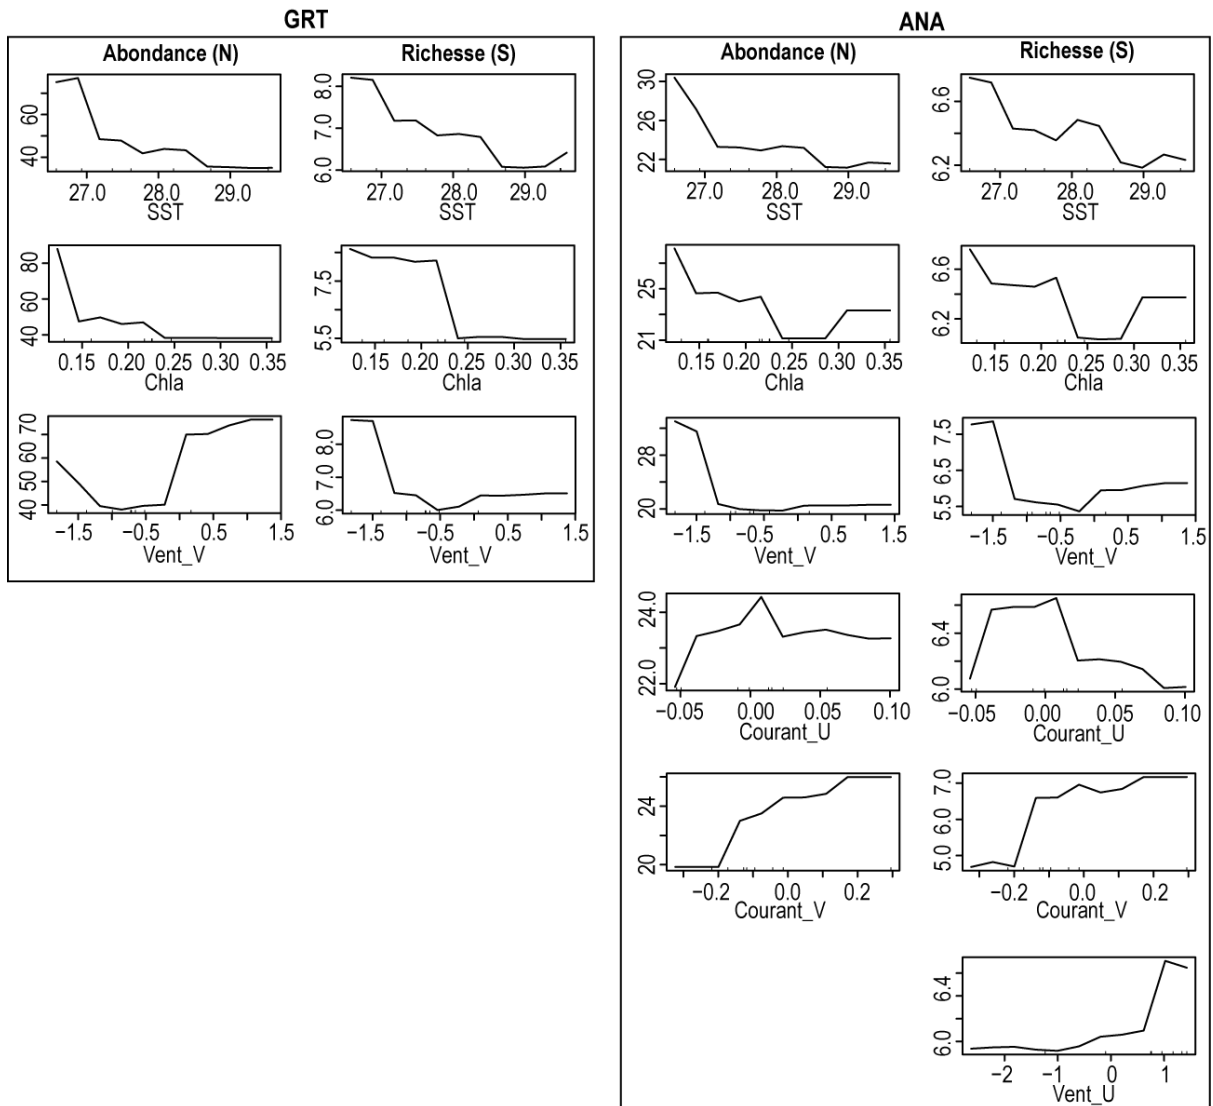 GRT
Abondance (N) Richesse (S)
40 60
27.0 28.0 29.0
SST
6.0 7.0 8.0
27.0 28.0 29.0
SST
40 60 80
0.15 0.20 0.25 0.30 0.35
Chla
5.5 7.5
0.15 0.20 0.25 0.30 0.35
Chla
40 50 60 70
−1.5 −0.5 0.5 1.5
Vent_V
6.0 7.0 8.0
−1.5 −0.5 0.5 1.5
Vent_V
ANA
Abondance (N) Richesse (S)
22 26 30
27.0 28.0 29.0
SST
6.2 6.6
27.0 28.0 29.0
SST
21 25
0.15 0.20 0.25 0.30 0.35
Chla
6.2 6.6
0.15 0.20 0.25 0.30 0.35
Chla
20 28
−1.5 −0.5 0.5 1.5
Vent_V
5.5 6.5 7.5
−1.5 −0.5 0.5 1.5
Vent_V
22.0 24.0
−0.05 0.00 0.05 0.10
Courant_U
6.0 6.4
−0.05 0.00 0.05 0.10
Courant_U
20 24
−0.2 0.0 0.2
Courant_V
5.0 6.0 7.0
−0.2 0.0 0.2
Courant_V
6.0 6.4
−2 −1 0 1
Vent_U